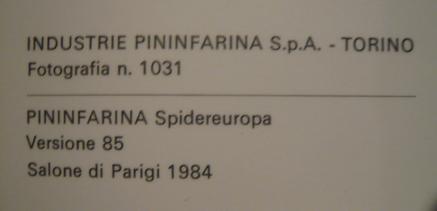 INDUSTRIE PININFARINA S.p.A. - TORINO
Fotografia n. 1031
PININFARINA Spidereuropa
Versione 85
Salone di Parigi 1984